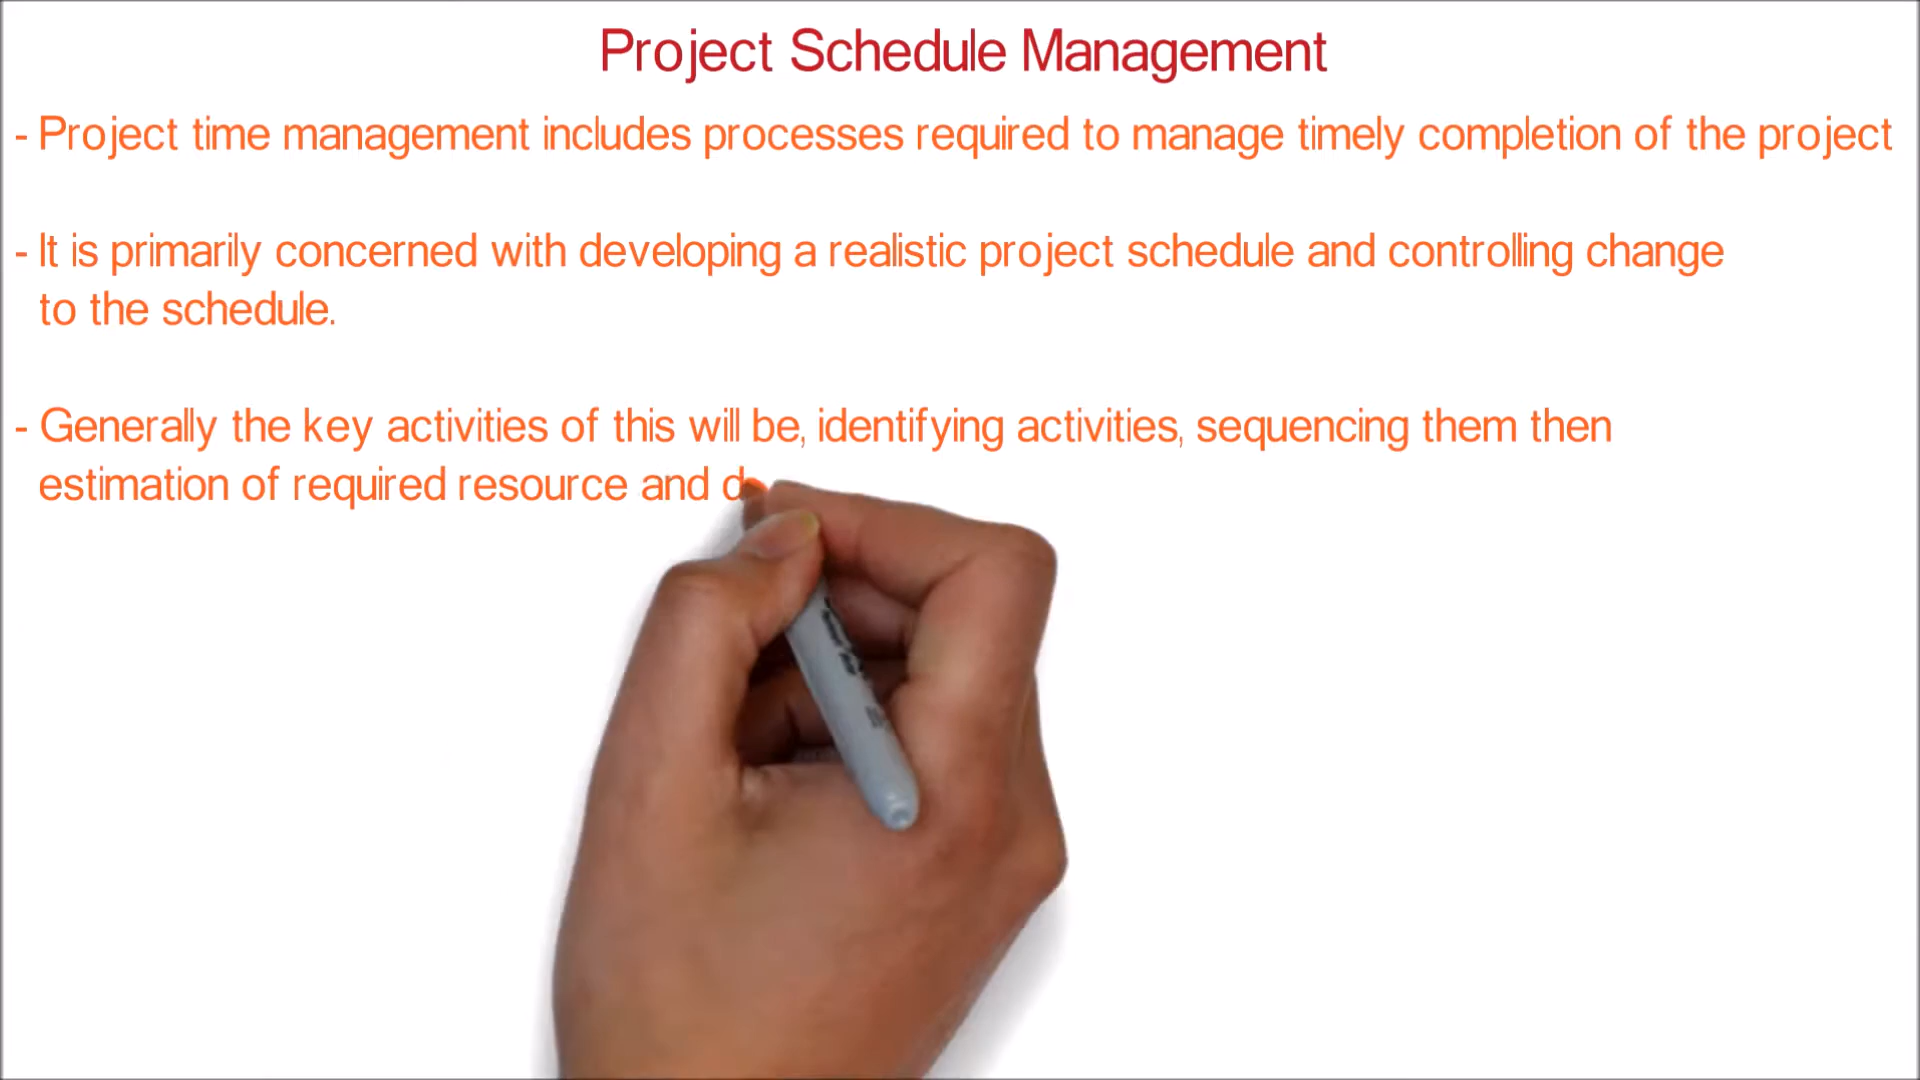 Project Schedule Management
- Project time management includes processes required to manage timely completion of the project
- It is primarily concerned with developing a realistic project schedule and controlling change
to the schedule.
- Generally the key activities of this will be, identifying activities, sequencing them then
estimation of required resource and d